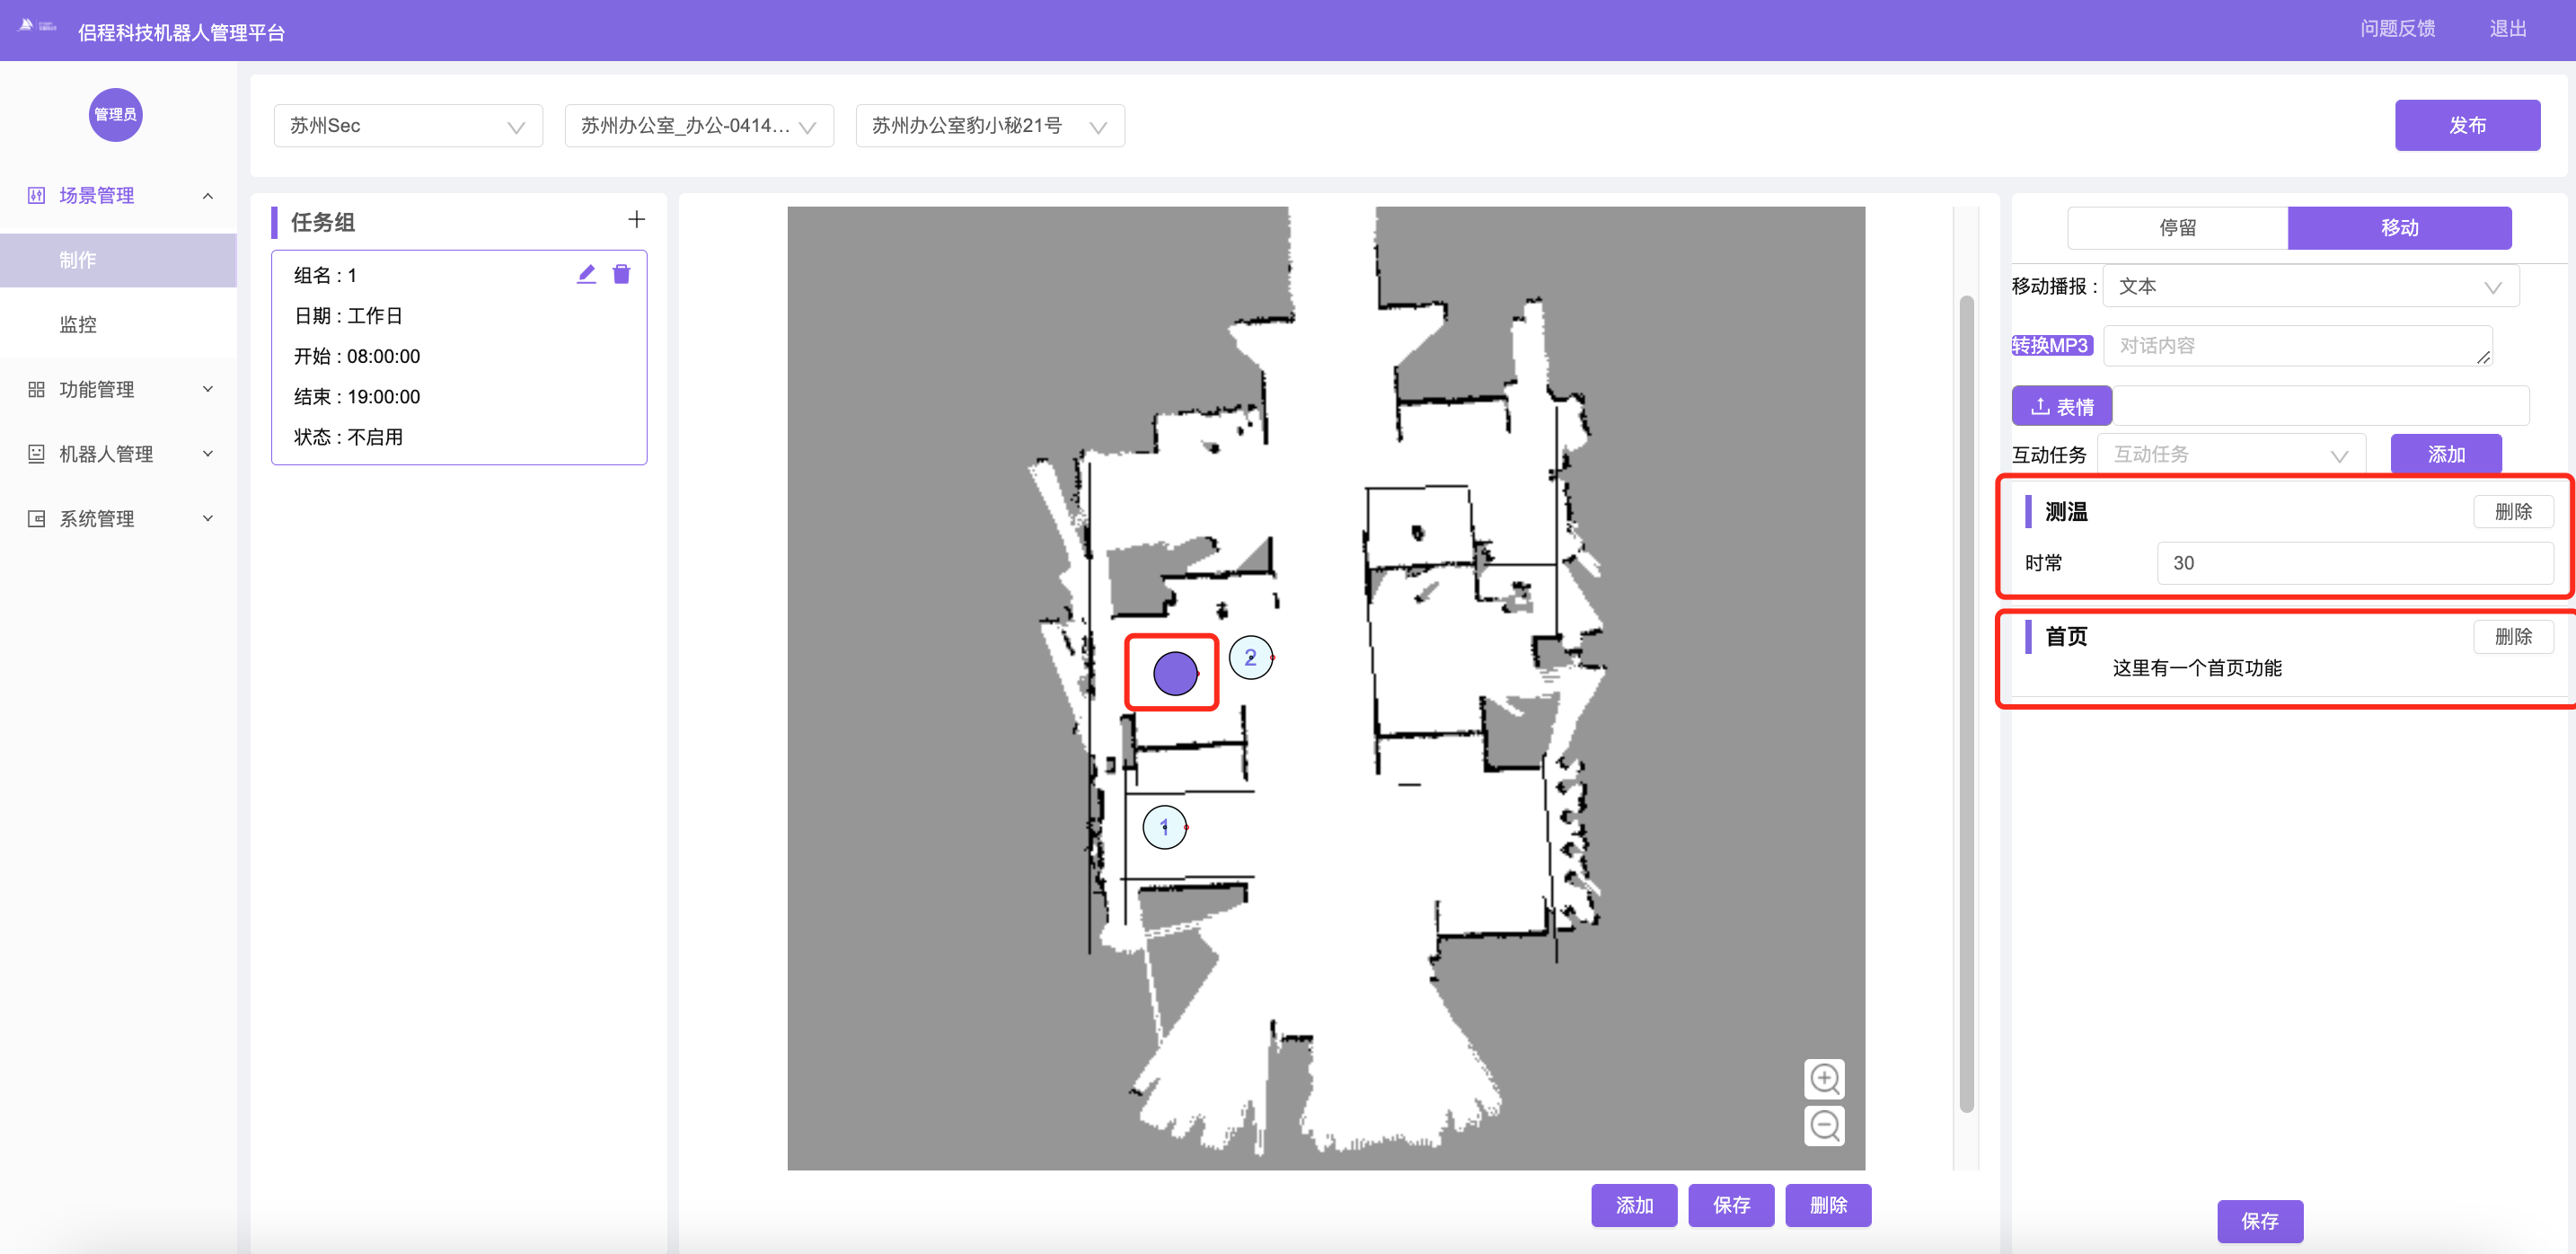 侣程科技机器人管理平台
问题反馈
退出
管理员
场景管理
制作
监控
功能管理
机器人管理
系统管理
苏州Sec
苏州办公室_办公-0414...
苏州办公室豹小秘21号
发布
任务组
组名 : 1
日期 : 工作日
开始 : 08:00:00
结束 : 19:00:00
状态 : 不启用
2
1
添加
保存
删除
停留
移动
移动播报 :
文本
转换MP3
对话内容
表情
互动任务
互动任务
添加
测温
删除
时常
30
首页
删除
这里有一个首页功能
保存